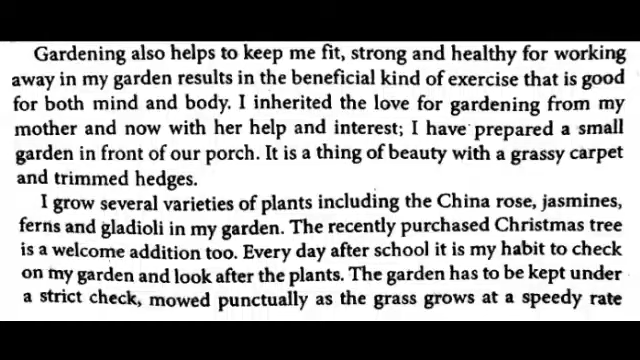 Gardening also helps to keep me fit, strong and healthy for working
away in my garden results in the beneficial kind of exercise that is good
for both mind and body. I inherited the love for gardening from my
mother and now with her help and interest; I have prepared a small
garden in front of our porch. It is a thing of beauty with a grassy carpet
and trimmed hedges.
I grow several varieties of plants including the China rose, jasmines,
ferns and gladioli in my garden. The recently purchased Christmas tree
is a welcome addition too. Every day after school it is my habit to check
on my garden and look after the plants. The garden has to be kept under
a strict check, mowed punctually as the grass grows at a speedy rate